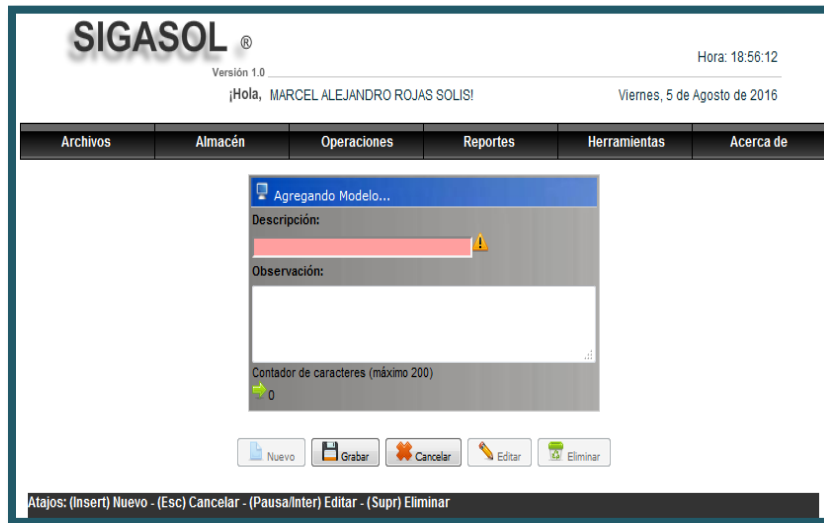 SIGASOL ®
Versión 1.0
Hora: 18:56:12
¡Hola, MARCEL ALEJANDRO ROJAS SOLIS!
Viernes, 5 de Agosto de 2016
Archivos Almacén Operaciones Reportes Herramientas Acerca de
Agregando Modelo...
Descripción:
Observación:
Contador de caracteres (máximo 200)
0
Nuevo Grabar Cancelar Editar Eliminar
Atajos: (Insert) Nuevo - (Esc) Cancelar - (Pausa/Inter) Editar - (Supr) Eliminar